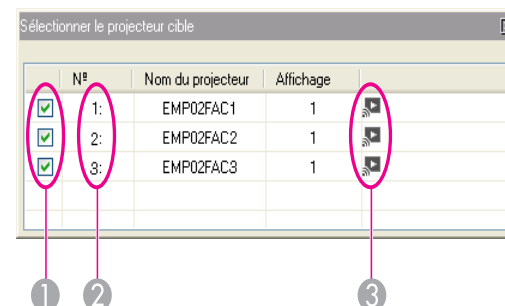 Sélectionner le projecteur cible
Nº Nom du projecteur Affichage
1: EMP02FAC1 1
2: EMP02FAC2 1
3: EMP02FAC3 1
1 2 3